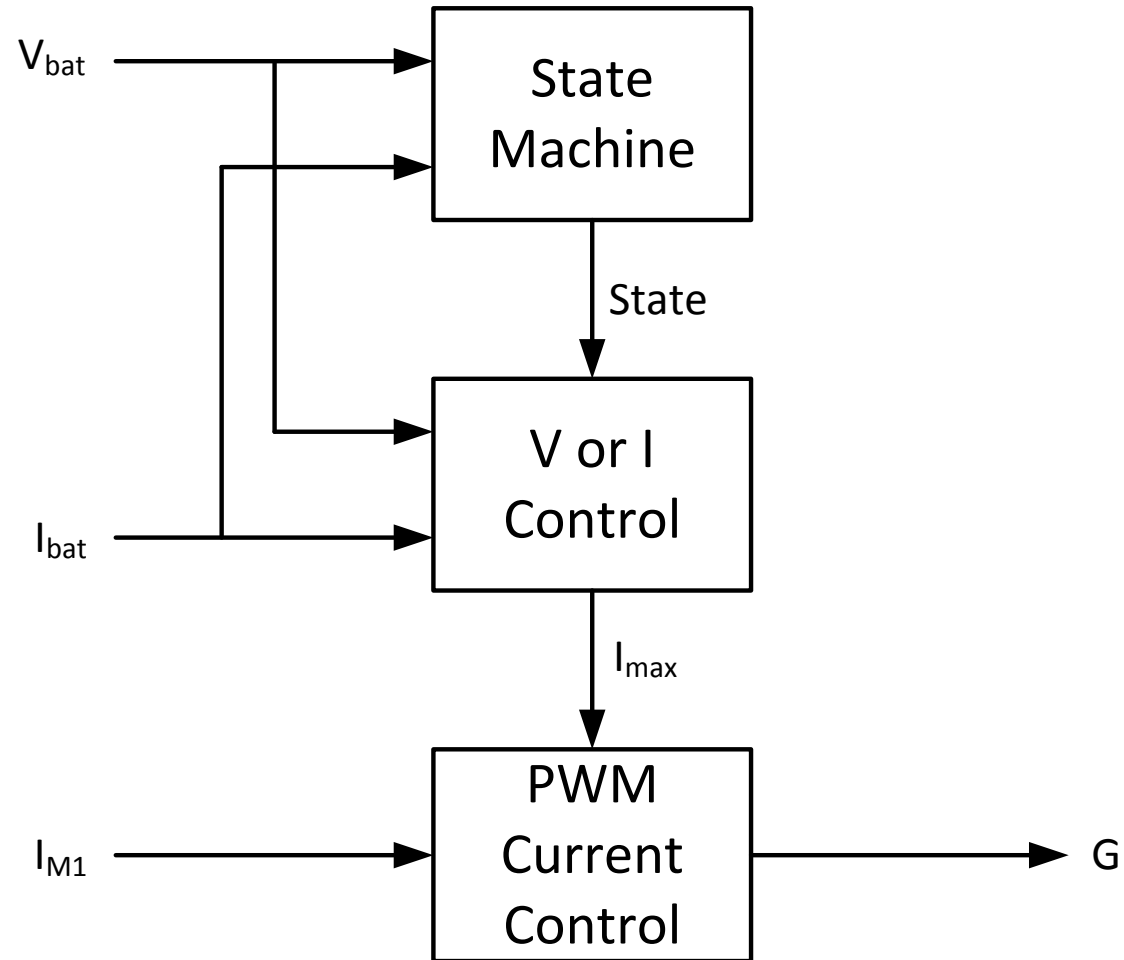 V_bat
State
Machine
State
V or I
Control
I_bat
I_max
PWM
Current
Control
I_M1
G